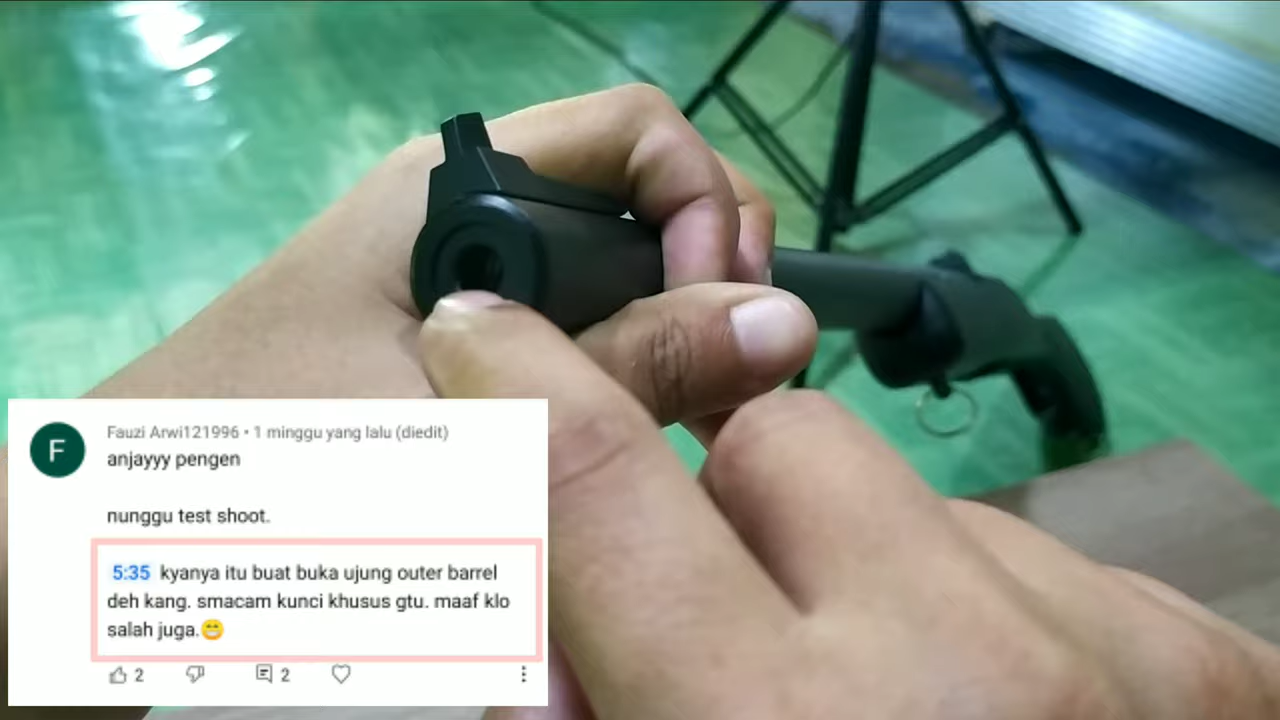 F
Fauzi Arwi121996 • 1 minggu yang lalu (diedit)
anjayyy pengen
nunggu test shoot.
5:35 kyanya itu buat buka ujung outer barrel
deh kang. smacam kunci khusus gtu. maaf klo
salah juga.😁
2
2